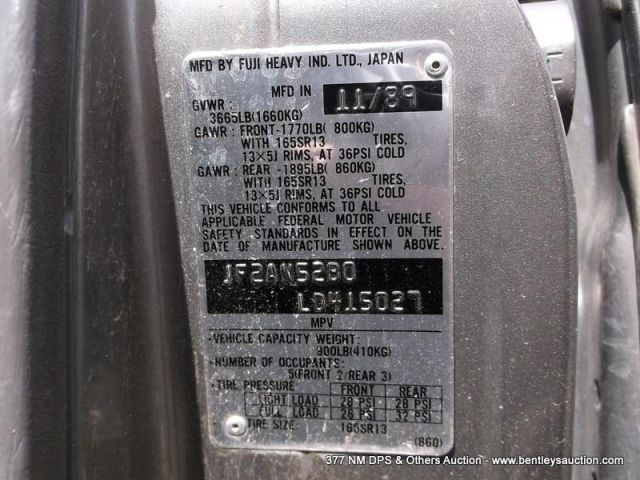 MFD BY FUJI HEAVY IND. LTD., JAPAN
MFD IN 11/89
GVWR :
3665LB(1660KG)
GAWR : FRONT-1770LB( 800KG)
WITH 165SR13 TIRES,
13×5J RIMS, AT 36PSI COLD
GAWR : REAR -1895LB( 860KG)
WITH 165SR13 TIRES,
13×5J RIMS, AT 36PSI COLD
THIS VEHICLE CONFORMS TO ALL
APPLICABLE FEDERAL MOTOR VEHICLE
SAFETY STANDARDS IN EFFECT ON THE
DATE OF MANUFACTURE SHOWN ABOVE.
JF2AN52B0
LD415027
MPV
•VEHICLE CAPACITY WEIGHT:
900LB(410KG)
•NUMBER OF OCCUPANTS:
5(FRONT 2/REAR 3)
•TIRE PRESSURE: FRONT REAR
LIGHT LOAD 28 PSI 28 PSI
FULL LOAD 28 PSI 32 PSI
•TIRE SIZE: 165SR13
(860)
377 NM DPS & Others Auction - www.bentleysauction.com